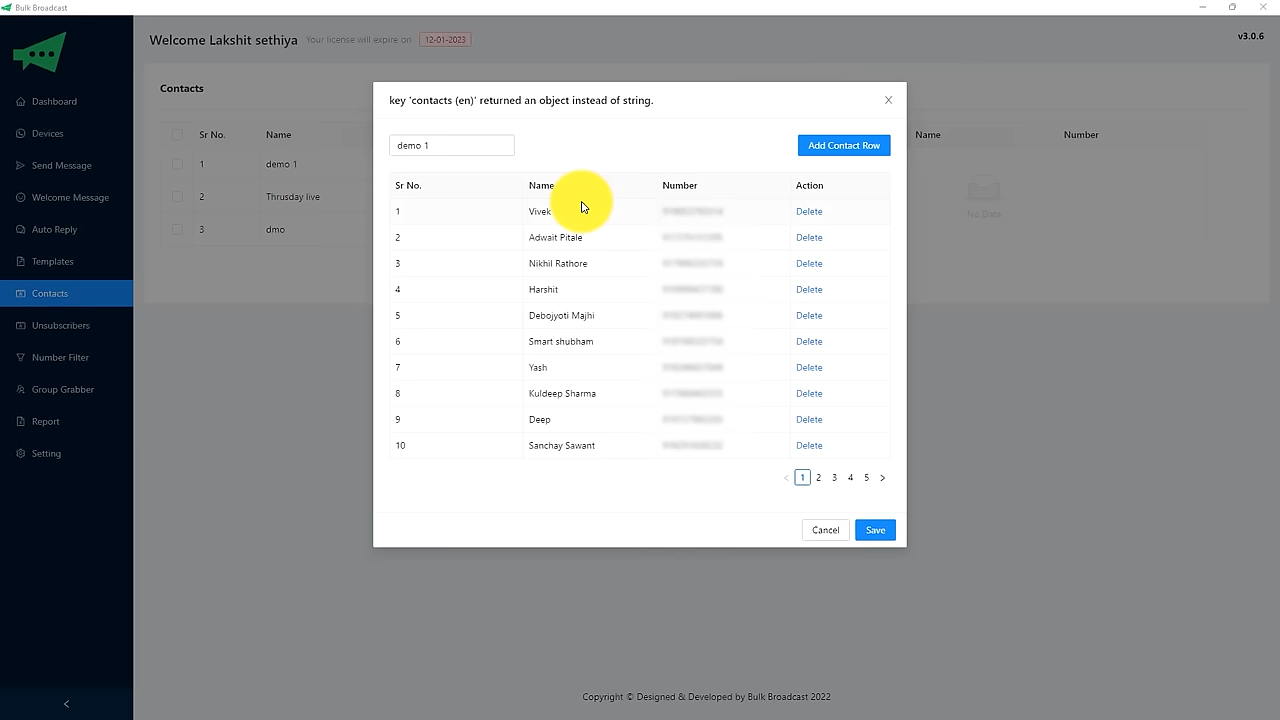 Bulk Broadcast
Welcome Lakshit sethiya Your license will expire on 12-01-2023
v3.0.6
Dashboard
Devices
Send Message
Welcome Message
Auto Reply
Templates
Contacts
Unsubscribers
Number Filter
Group Grabber
Report
Setting
Contacts
Sr No. Name
1 demo 1
2 Thrusday live
3 dmo
Name Number
No Data
key 'contacts (en)' returned an object instead of string.
demo 1
Add Contact Row
Sr No. Name Number Action
1 Vivek Delete
2 Adwait Pitale Delete
3 Nikhil Rathore Delete
4 Harshit Delete
5 Debojyoti Majhi Delete
6 Smart shubham Delete
7 Yash Delete
8 Kuldeep Sharma Delete
9 Deep Delete
10 Sanchay Sawant Delete
< 1 2 3 4 5 >
Cancel Save
Copyright © Designed & Developed by Bulk Broadcast 2022